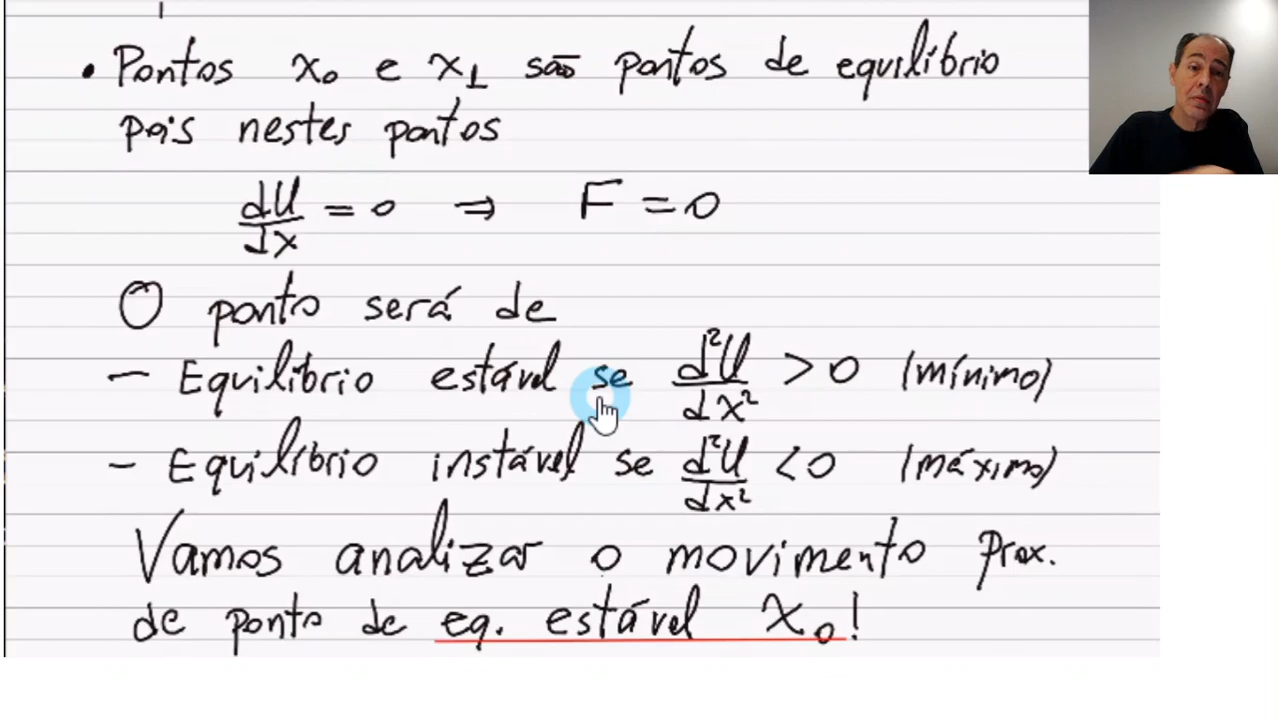 • Pontos x₀ e x₁ são pontos de equilíbrio
pois nestes pontos
dU/dx = 0 ⇒ F = 0
O ponto será de
– Equilíbrio estável se d²U/dx² > 0 (mínimo)
– Equilíbrio instável se d²U/dx² < 0 (máximo)
Vamos analizar o movimento prox.
de ponto de eq. estável x₀!